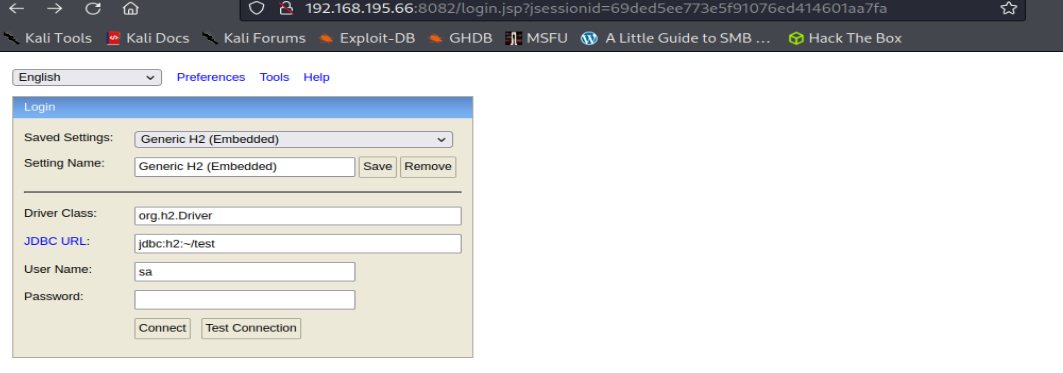 192.168.195.66:8082/login.jsp?jsessionid=69ded5ee773e5f91076ed414601aa7fa
Kali Tools Kali Docs Kali Forums Exploit-DB GHDB MSFU A Little Guide to SMB ... Hack The Box
English Preferences Tools Help
Login
Saved Settings: Generic H2 (Embedded)
Setting Name: Generic H2 (Embedded) Save Remove
Driver Class: org.h2.Driver
JDBC URL: jdbc:h2:~/test
User Name: sa
Password:
Connect Test Connection